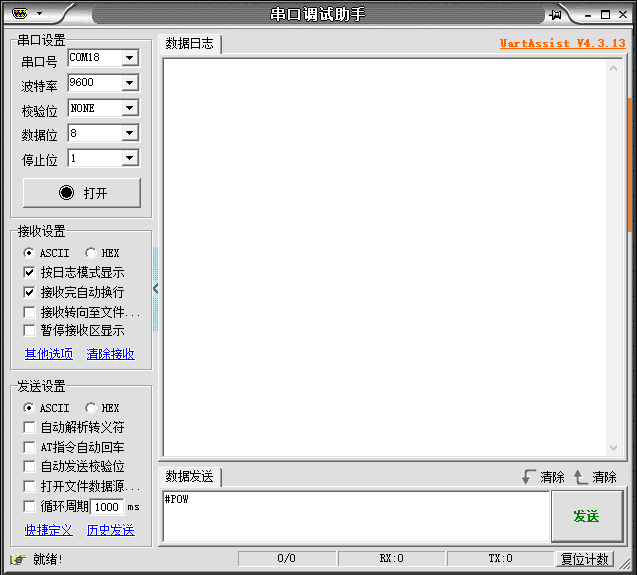 串口调试助手
串口设置
串口号 COM18
波特率 9600
校验位 NONE
数据位 8
停止位 1
打开
接收设置
ASCII HEX
按日志模式显示
接收完自动换行
接收转向至文件...
暂停接收区显示
其他选项 清除接收
发送设置
ASCII HEX
自动解析转义符
AT指令自动回车
自动发送校验位
打开文件数据源...
循环周期 1000 ms
快捷定义 历史发送
数据日志 UartAssist V4.3.13
数据发送 清除 清除
#POW
发送
就绪! 0/0 RX:0 TX:0 复位计数